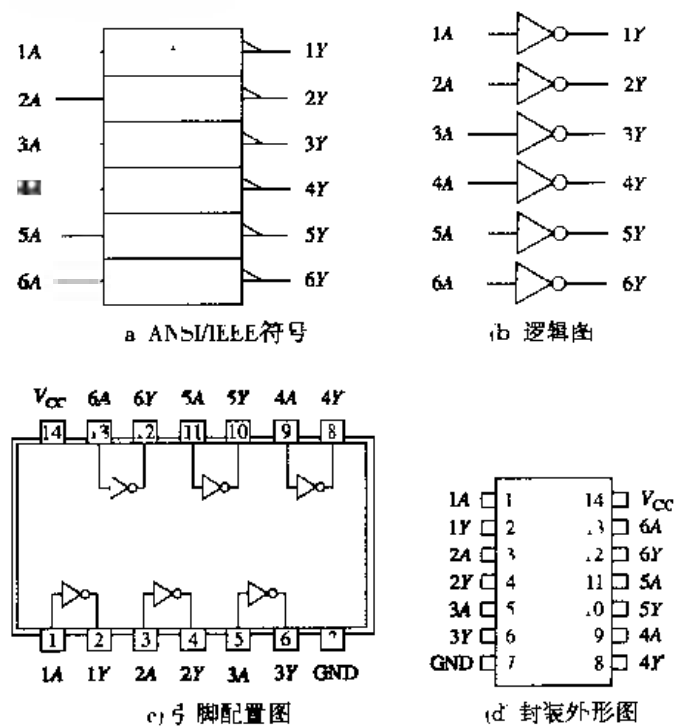 1A 1Y
2A 2Y
3A 3Y
4Y
5A 5Y
6A 6Y
a ANSI/IEEE符号
1A 1Y
2A 2Y
3A 3Y
4A 4Y
5A 5Y
6A 6Y
(b 逻辑图
VCC 6A 6Y 5A 5Y 4A 4Y
14 13 12 11 10 9 8
1 2 3 4 5 6 7
1A 1Y 2A 2Y 3A 3Y GND
c) 引脚配置图
1A 1 14 VCC
1Y 2 13 6A
2A 3 12 6Y
2Y 4 11 5A
3A 5 10 5Y
3Y 6 9 4A
GND 7 8 4Y
(d 封装外形图